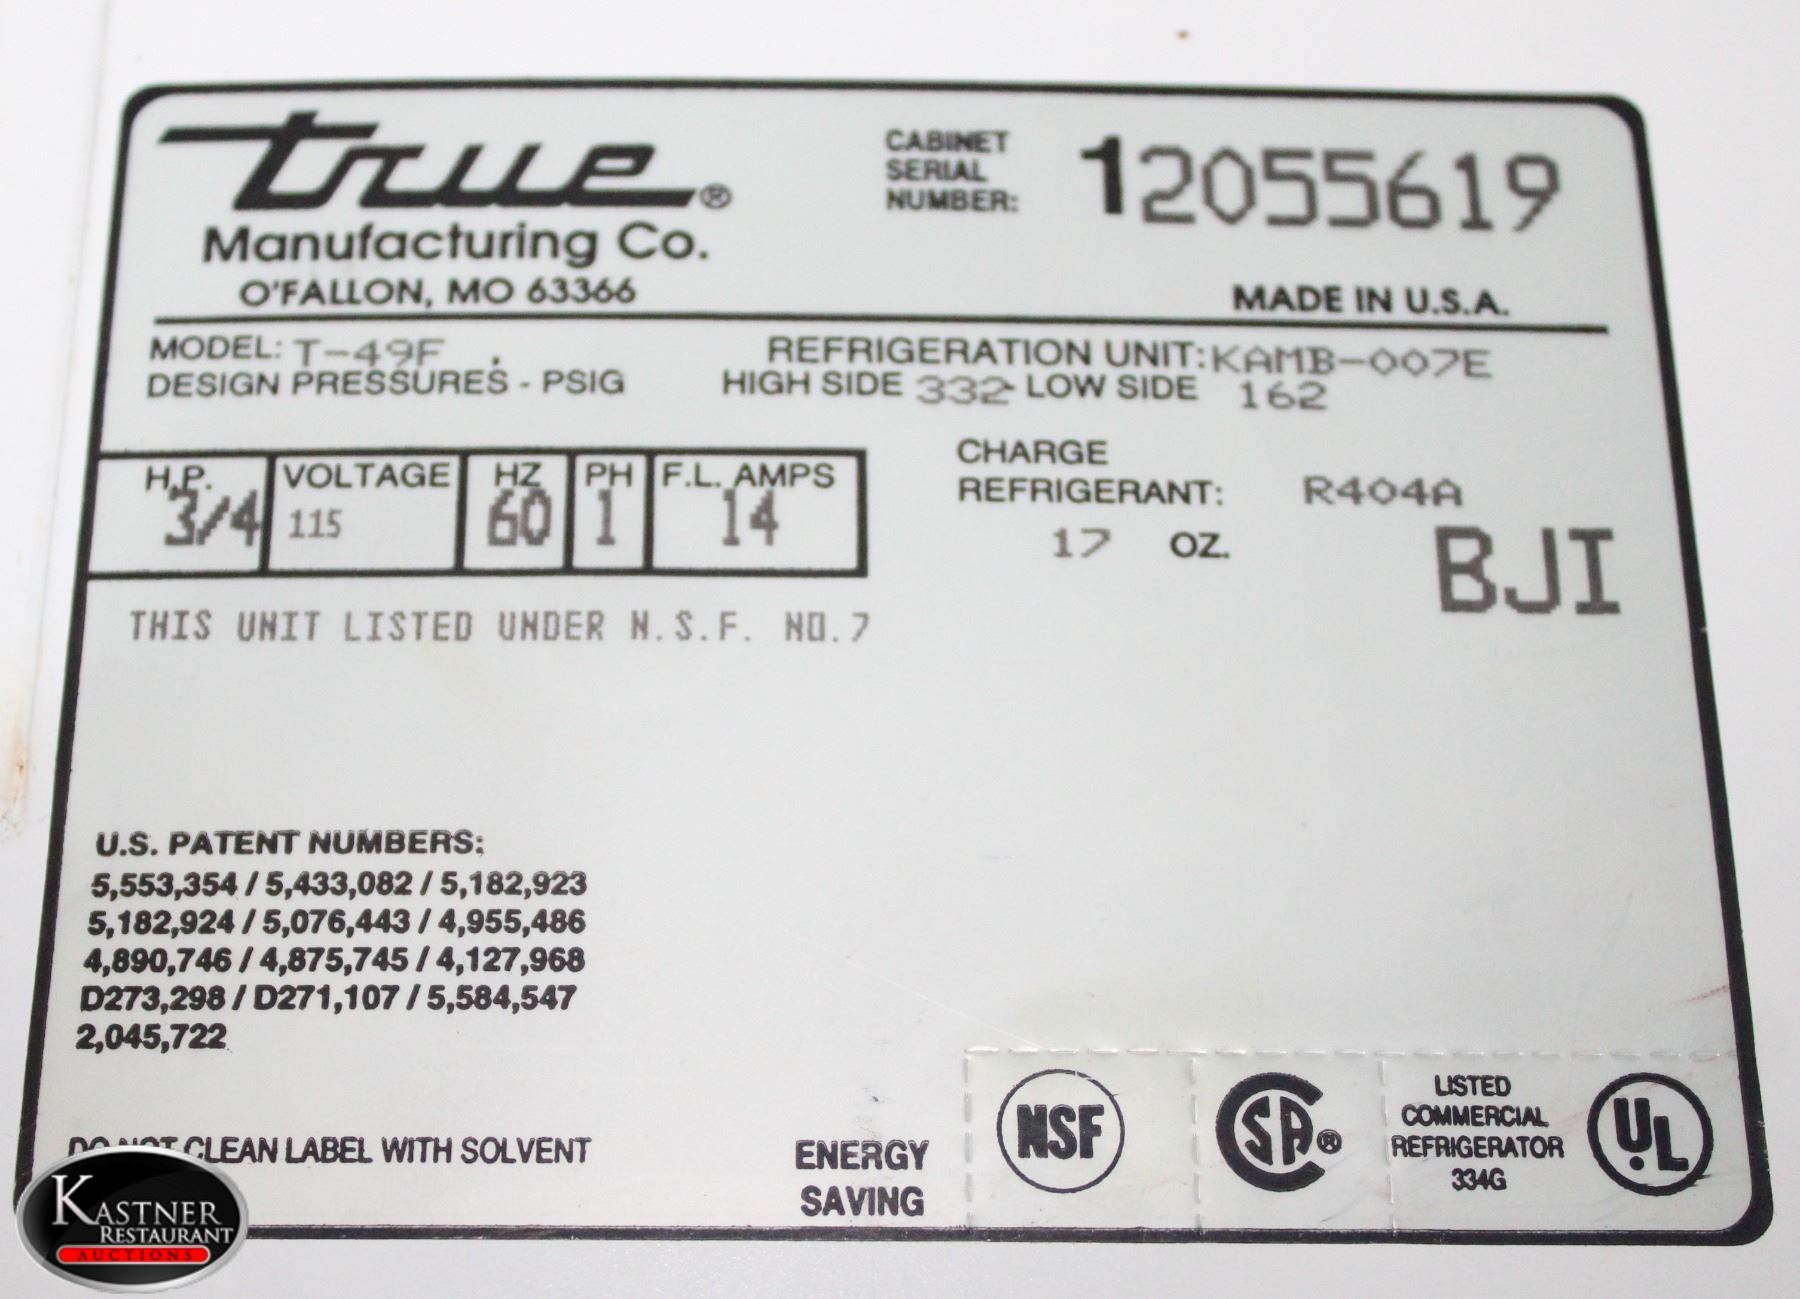 true®
Manufacturing Co.
O'FALLON, MO 63366
CABINET
SERIAL
NUMBER: 12055619
MADE IN U.S.A.
MODEL: T-49F REFRIGERATION UNIT: KAMB-007E
DESIGN PRESSURES - PSIG HIGH SIDE 332 LOW SIDE 162
H.P. VOLTAGE HZ PH F.L. AMPS
3/4 115 60 1 14
CHARGE
REFRIGERANT: R404A
17 OZ.
BJI
THIS UNIT LISTED UNDER N.S.F. NO.7
U.S. PATENT NUMBERS:
5,553,354 / 5,433,082 / 5,182,923
5,182,924 / 5,076,443 / 4,955,486
4,890,746 / 4,875,745 / 4,127,968
D273,298 / D271,107 / 5,584,547
2,045,722
DO NOT CLEAN LABEL WITH SOLVENT
ENERGY
SAVING
NSF
SA®
LISTED
COMMERCIAL
REFRIGERATOR
334G
UL
KASTNER
RESTAURANT
AUCTIONS